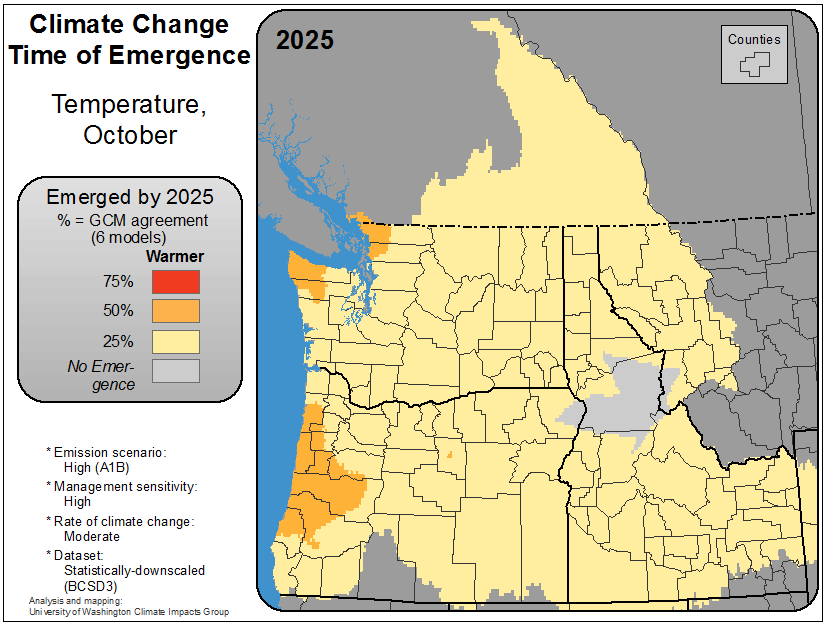 Climate Change
Time of Emergence
Temperature,
October
Emerged by 2025
% = GCM agreement
(6 models)
Warmer
75%
50%
25%
No Emer-
gence
* Emission scenario:
High (A1B)
* Management sensitivity:
High
* Rate of climate change:
Moderate
* Dataset:
Statistically-downscaled
(BCSD3)
Analysis and mapping:
University of Washington Climate Impacts Group
2025
Counties